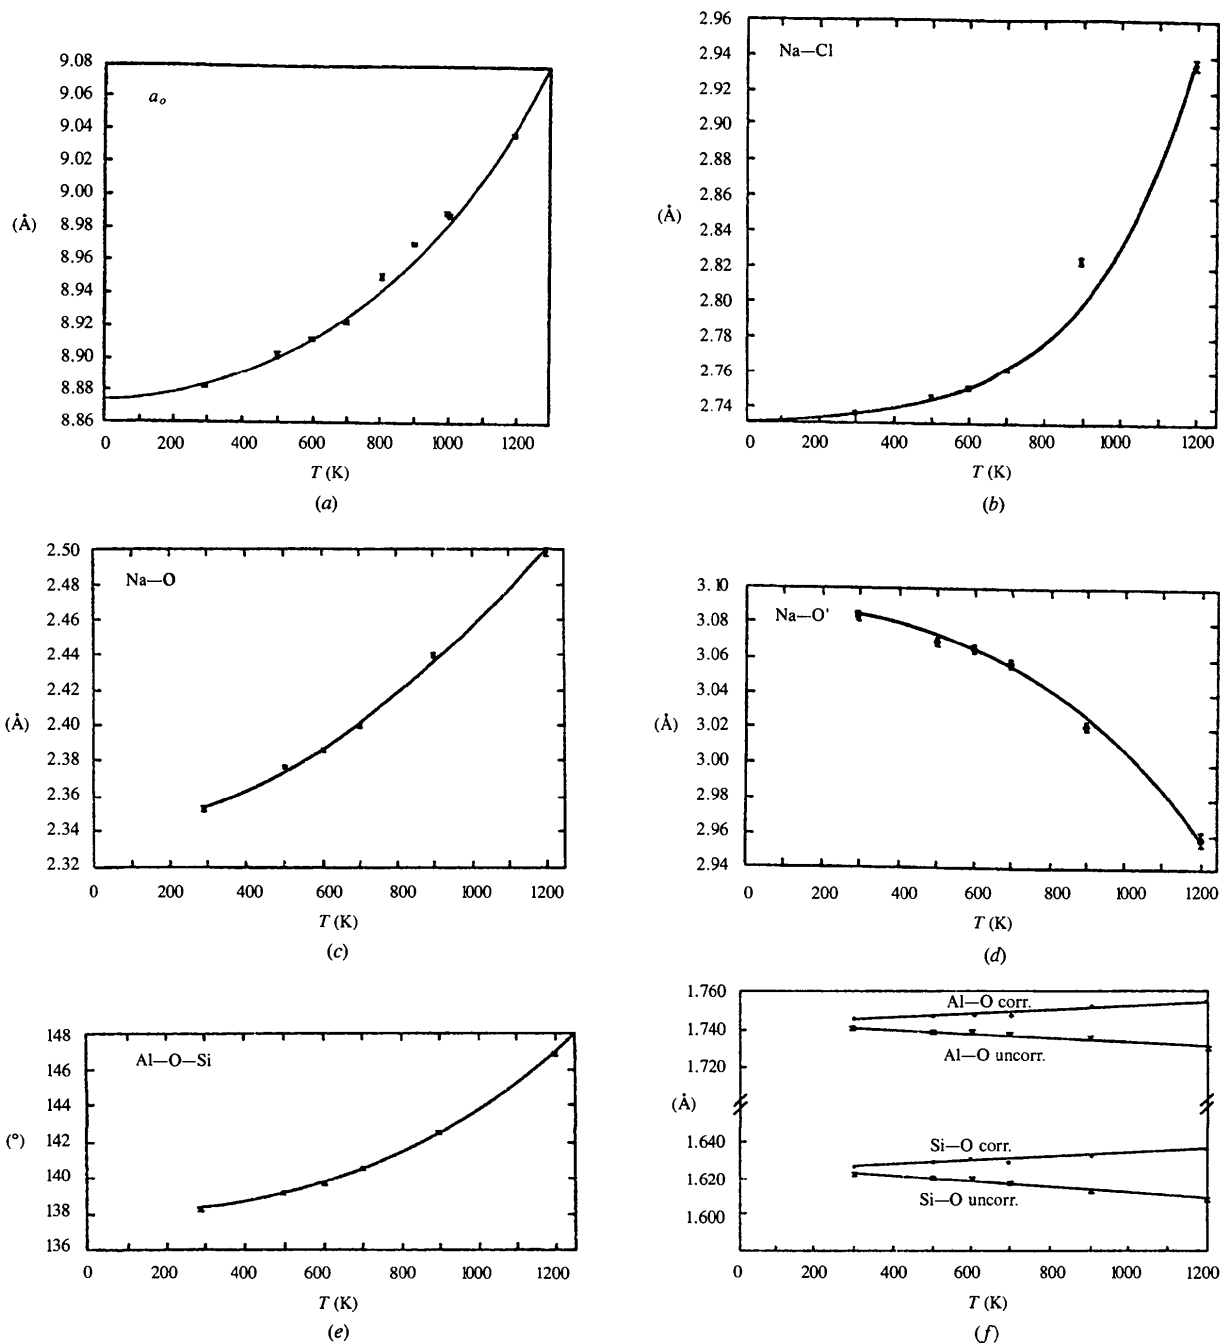 9.08
9.06
9.04
9.02
9.00
8.98
8.96
8.94
8.92
8.90
8.88
8.86
(Å)
a₀
0 200 400 600 800 1000 1200
T (K)
(a)
2.96
2.94
2.92
2.90
2.88
2.86
2.84
2.82
2.80
2.76
2.76
2.74
(Å)
Na—Cl
0 200 400 600 800 1000 1200
T (K)
(b)
2.50
2.48
2.46
2.44
2.42
2.40
2.38
2.36
2.34
2.32
(Å)
Na—O
0 200 400 600 800 1000 1200
T (K)
(c)
3.10
3.08
3.06
3.04
3.02
3.00
2.98
2.96
2.94
(Å)
Na—O'
0 200 400 600 800 1000 1200
T (K)
(d)
148
146
144
142
140
138
136
(°)
Al—O—Si
0 200 400 600 800 1000 1200
T (K)
(e)
1.760
1.740
1.720
(Å)
1.640
1.620
1.600
Al—O corr.
Al—O uncorr.
Si—O corr.
Si—O uncorr.
0 200 400 600 800 1000 1200
T (K)
(f)